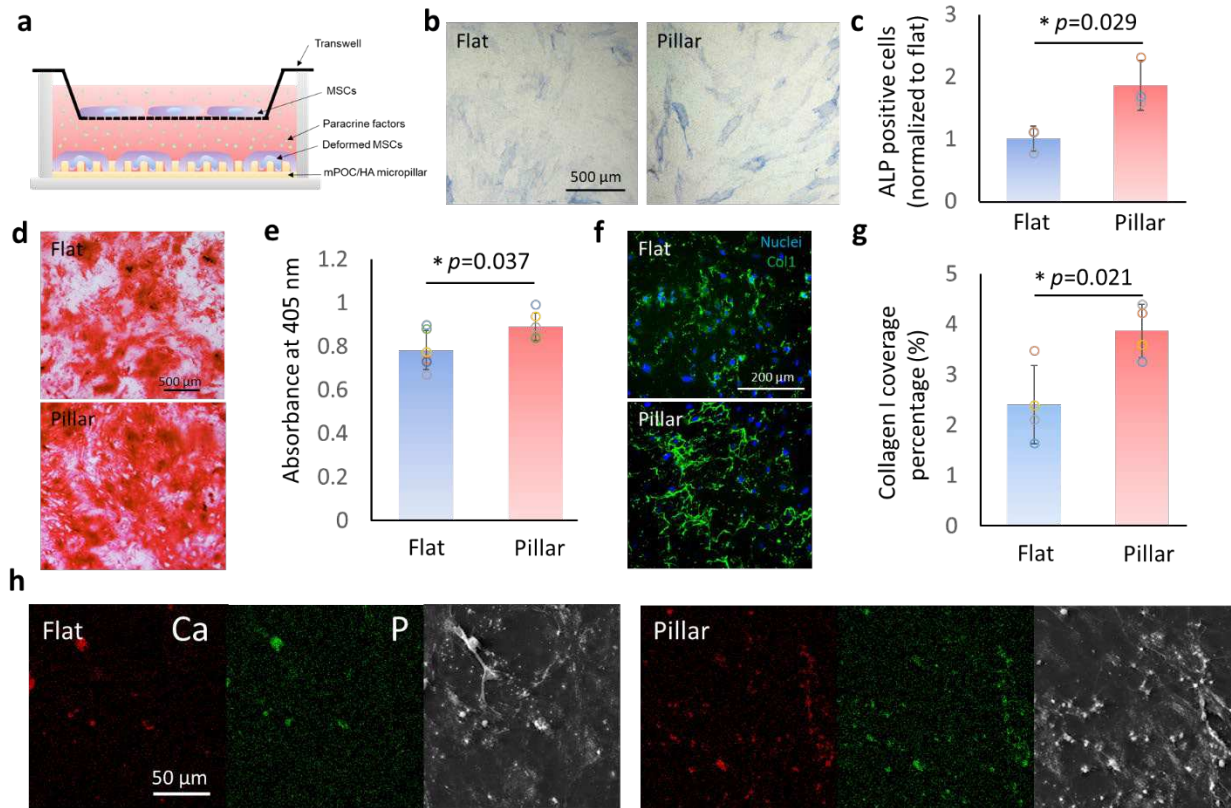 a
Transwell
MSCs
Paracrine factors
Deformed MSCs
mPOC/HA micropillar
b
Flat
500 µm
Pillar
c
ALP positive cells
(normalized to flat)
3
2
1
0
* p=0.029
Flat
Pillar
d
Flat
500 µm
Pillar
e
Absorbance at 405 nm
1.2
1
0.8
0.6
0.4
0.2
0
* p=0.037
Flat
Pillar
f
Flat
Nuclei
Col1
200 µm
Pillar
g
Collagen I coverage
percentage (%)
5
4
3
2
1
0
* p=0.021
Flat
Pillar
h
Flat
Ca
P
50 µm
Pillar